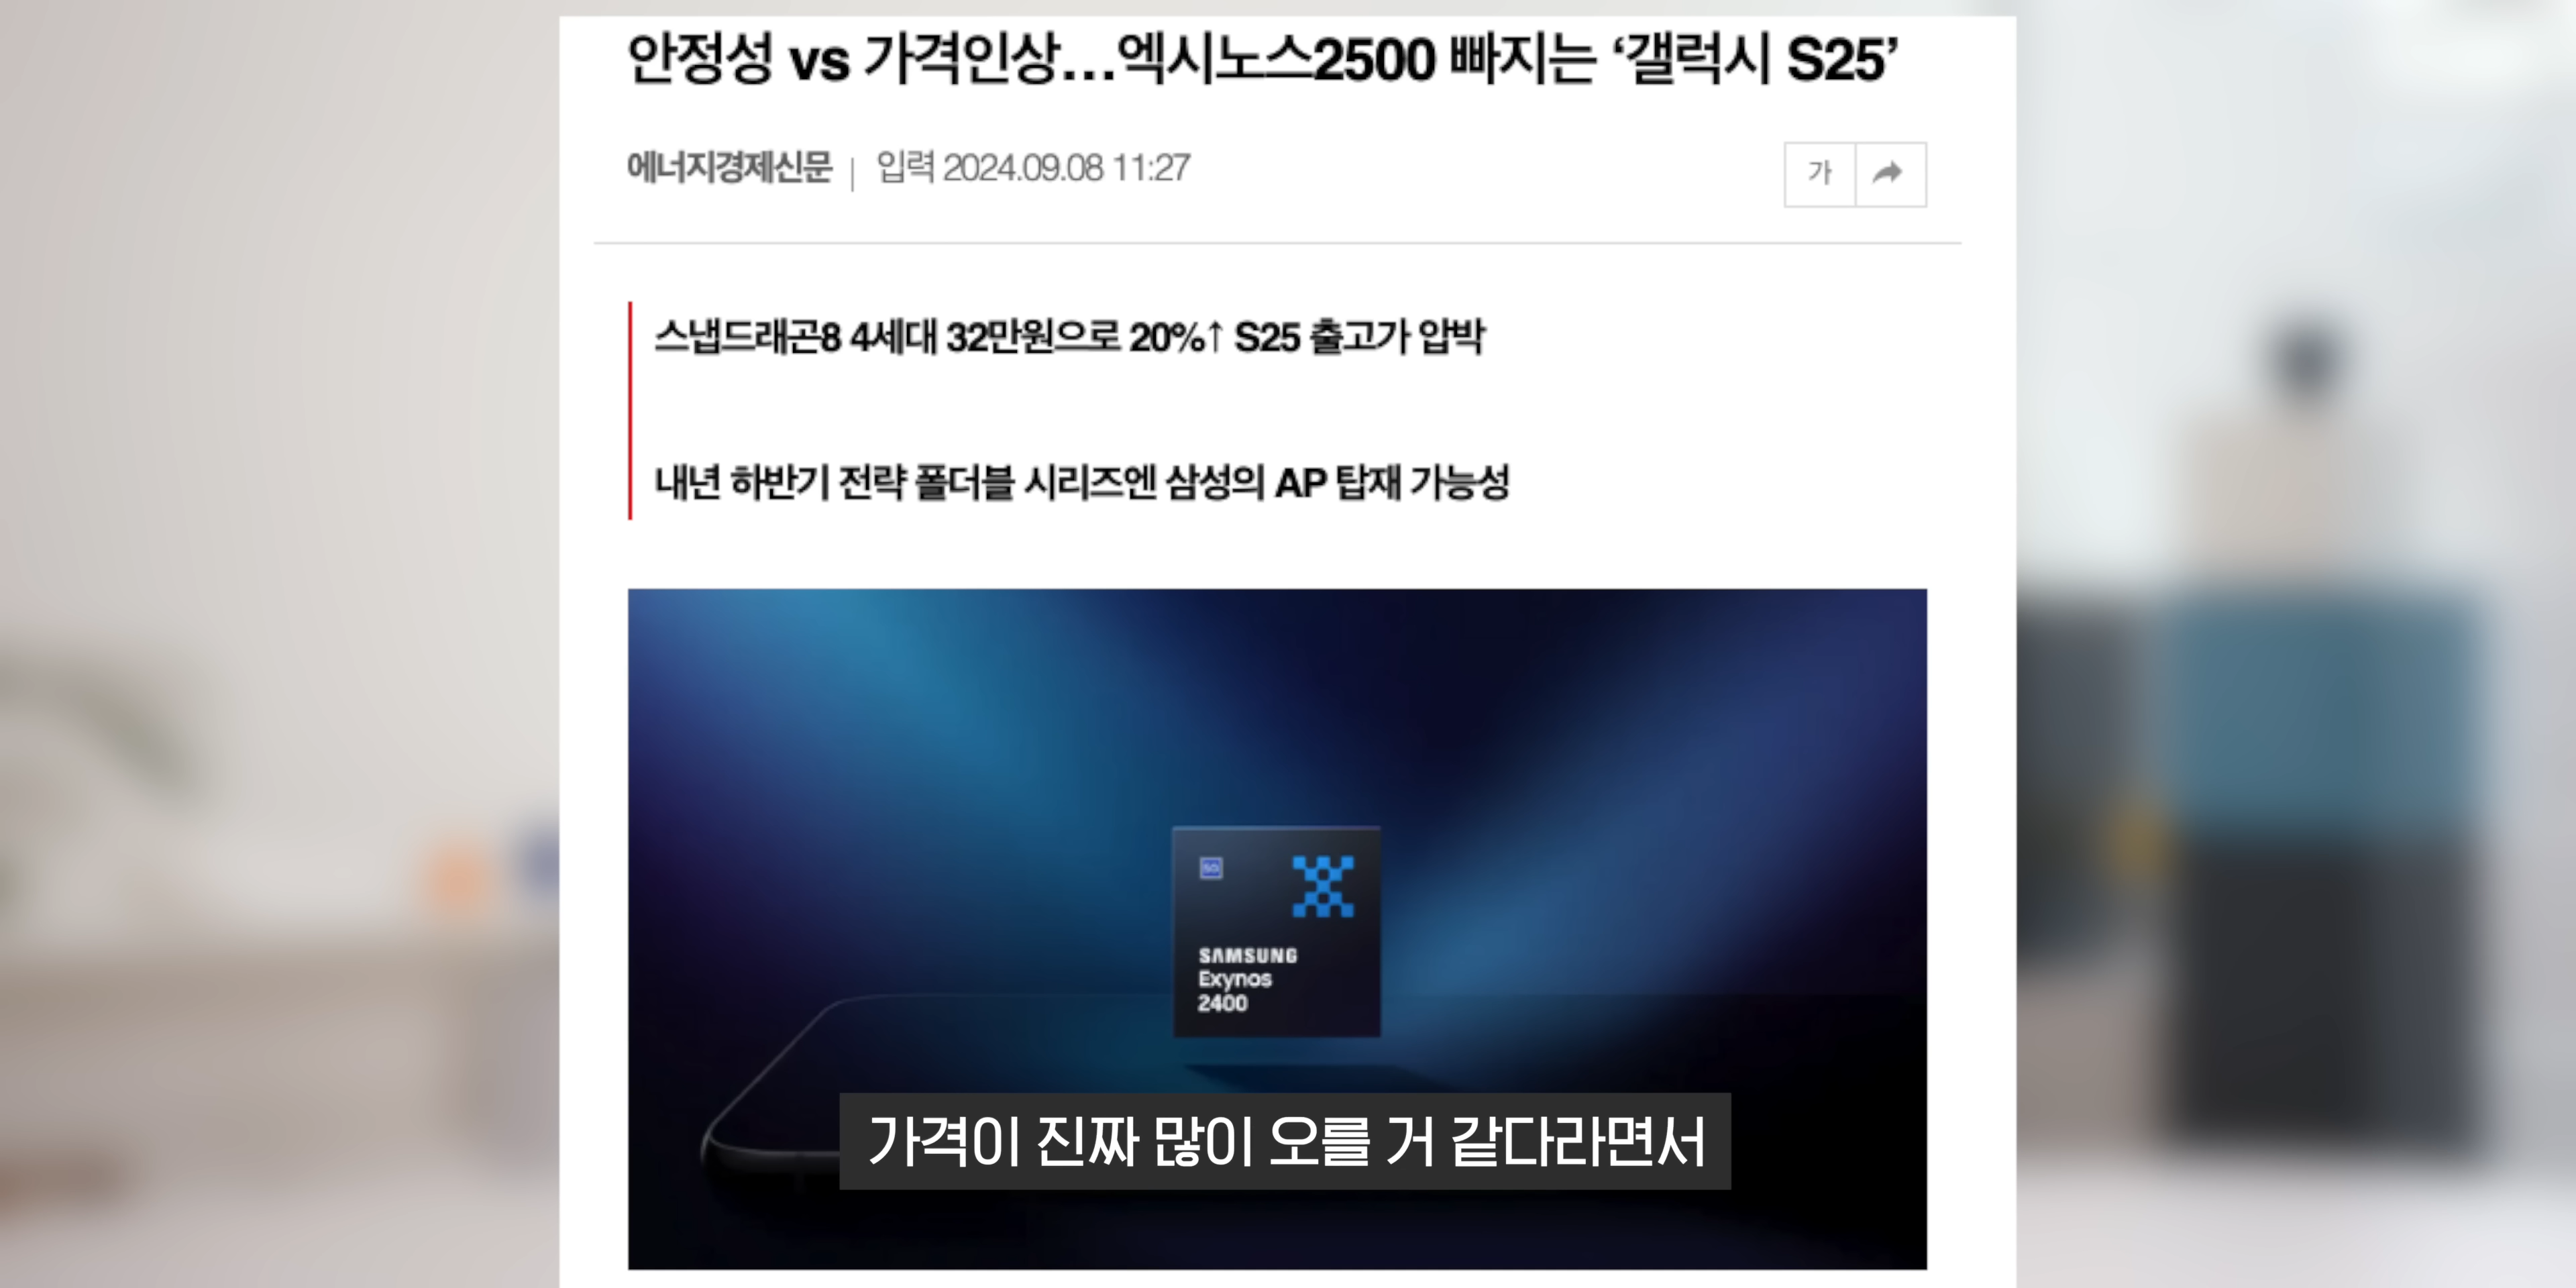 안정성 vs 가격인상…엑시노스2500 빠지는 ‘갤럭시 S25’
에너지경제신문 | 입력 2024.09.08 11:27
가
스냅드래곤8 4세대 32만원으로 20%↑ S25 출고가 압박
내년 하반기 전략 폴더블 시리즈엔 삼성의 AP 탑재 가능성
5G
SAMSUNG
Exynos
2400
가격이 진짜 많이 오를 거 같다라면서